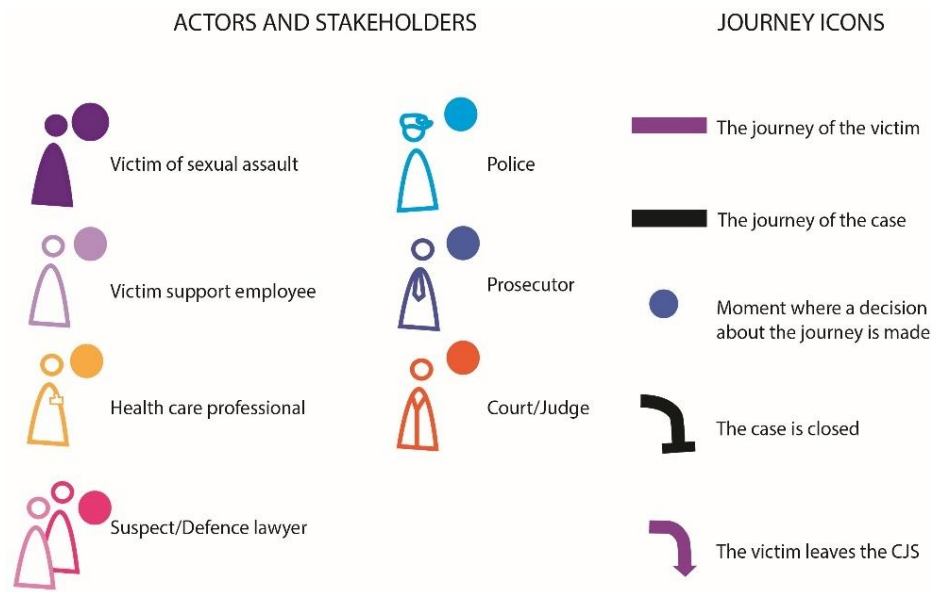 ACTORS AND STAKEHOLDERS
Victim of sexual assault
Victim support employee
Health care professional
Suspect/Defence lawyer
Police
Prosecutor
Court/Judge
JOURNEY ICONS
The journey of the victim
The journey of the case
Moment where a decision
about the journey is made
The case is closed
The victim leaves the CJS